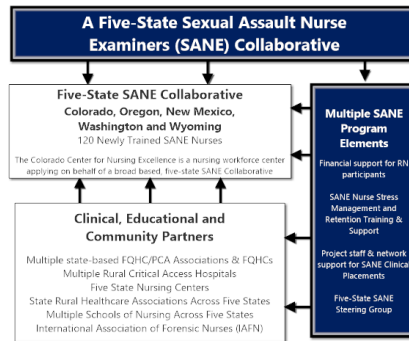 A Five-State Sexual Assault Nurse
Examiners (SANE) Collaborative
Five-State SANE Collaborative
Colorado, Oregon, New Mexico,
Washington and Wyoming
120 Newly Trained SANE Nurses
The Colorado Center for Nursing Excellence is a nursing workforce center
applying on behalf of a broad based, five-state SANE Collaborative
Clinical, Educational and
Community Partners
Multiple state-based FQHC/PCA Associations & FQHCs
Multiple Rural Critical Access Hospitals
Five State Nursing Centers
State Rural Healthcare Associations Across Five States
Multiple Schools of Nursing Across Five States
International Association of Forensic Nurses (IAFN)
Multiple SANE
Program
Elements
Financial support for RN
participants
SANE Nurse Stress
Management and
Retention Training &
Support
Project staff & network
support for SANE Clinical
Placements
Five-State SANE
Steering Group